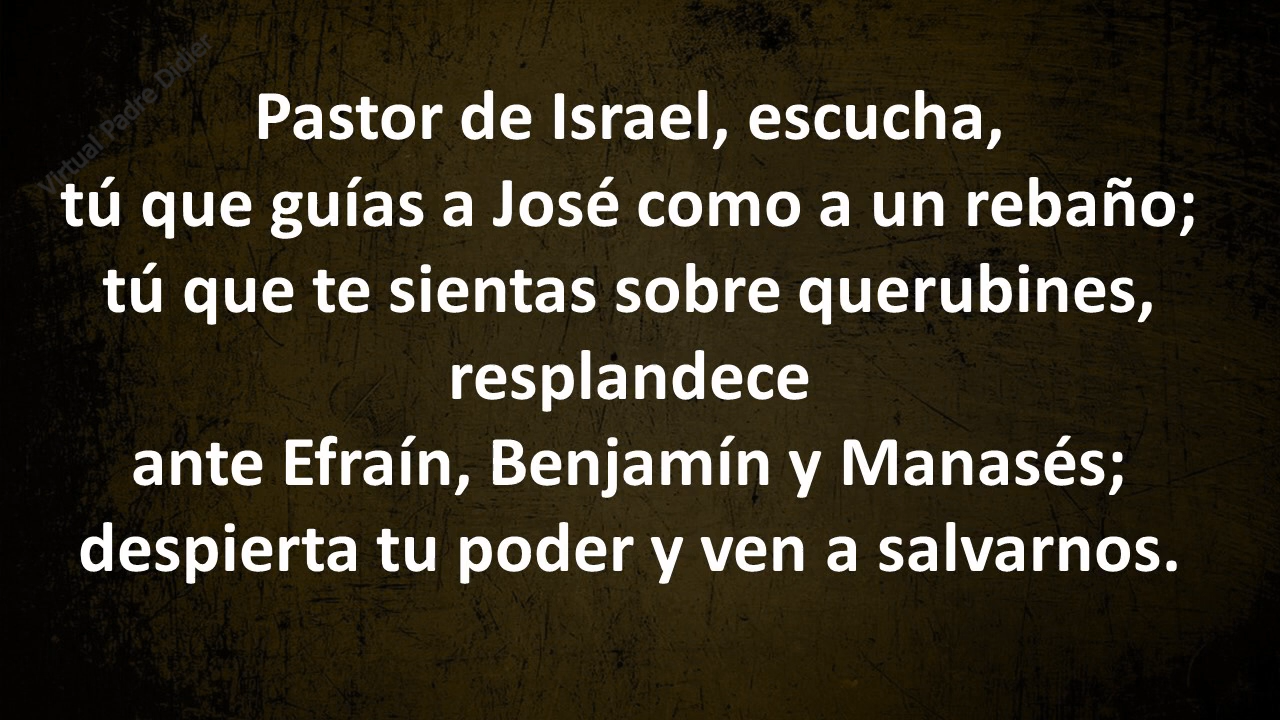 Virtual Padre Didier
Pastor de Israel, escucha,
tú que guías a José como a un rebaño;
tú que te sientas sobre querubines,
resplandece
ante Efraín, Benjamín y Manasés;
despierta tu poder y ven a salvarnos.